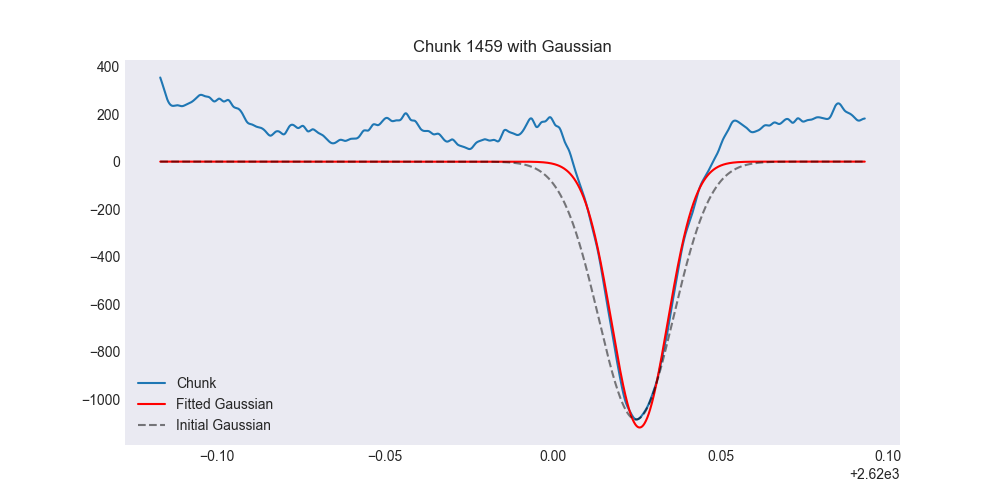 Chunk 1459 with Gaussian
400
200
0
−200
−400
−600
−800
−1000
Chunk
Fitted Gaussian
Initial Gaussian
−0.10
−0.05
0.00
0.05
0.10
+2.62e3